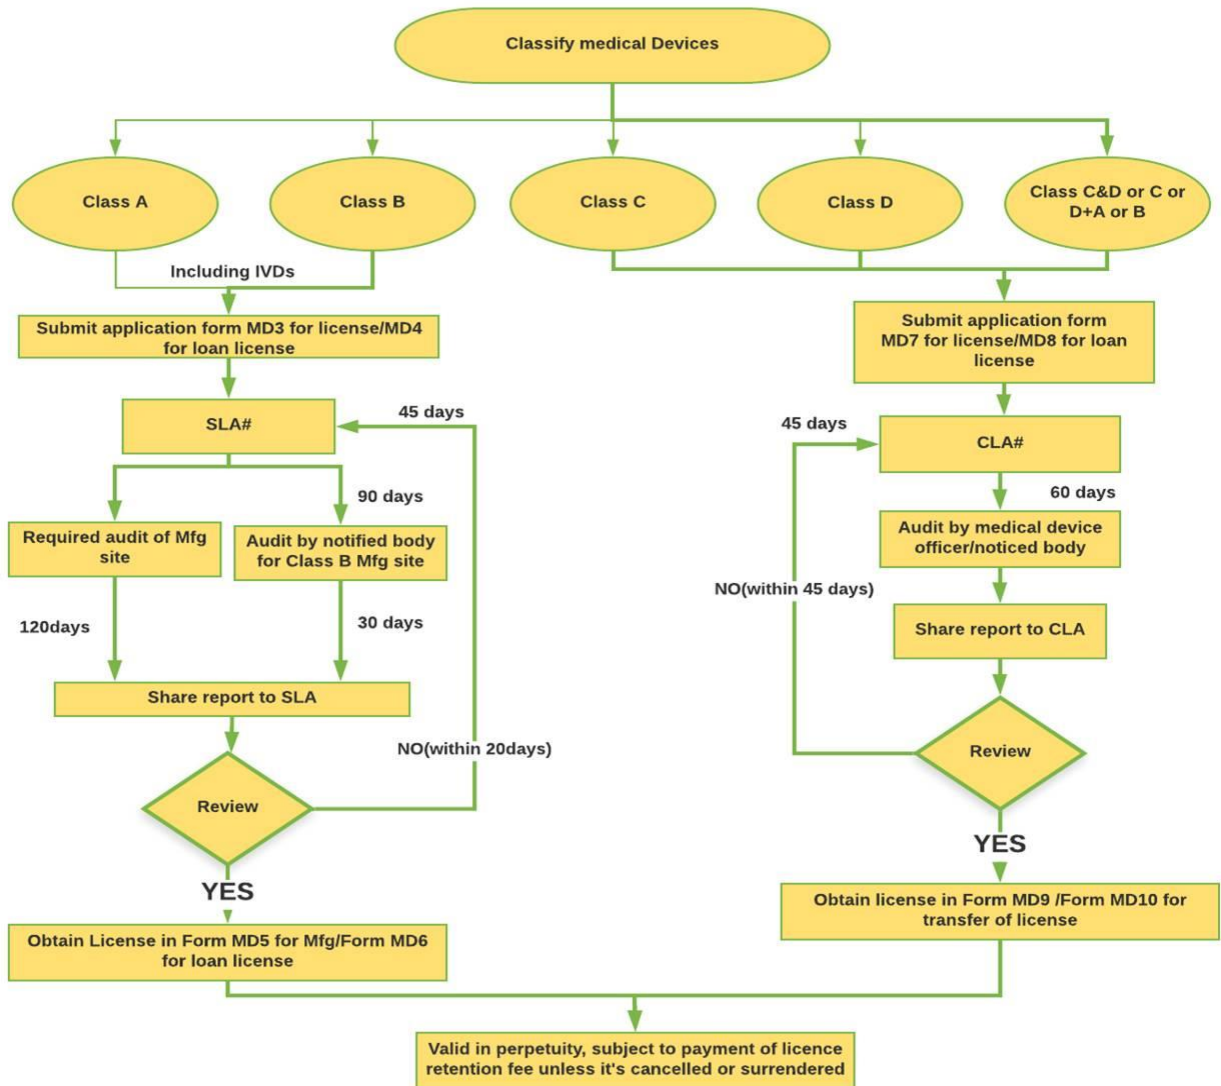 Classify medical Devices
Class A
Class B
Class C
Class D
Class C&D or C or
D+A or B
Including IVDs
Submit application form MD3 for license/MD4
for loan license
Submit application form
MD7 for license/MD8 for loan
license
SLA#
45 days
45 days
CLA#
90 days
60 days
Required audit of Mfg
site
Audit by notified body
for Class B Mfg site
Audit by medical device
officer/noticed body
NO(within 45 days)
120days
30 days
Share report to CLA
Share report to SLA
NO(within 20days)
Review
Review
YES
YES
Obtain license in Form MD9 /Form MD10 for
transfer of license
Obtain License in Form MD5 for Mfg/Form MD6
for loan license
Valid in perpetuity, subject to payment of licence
retention fee unless it's cancelled or surrendered